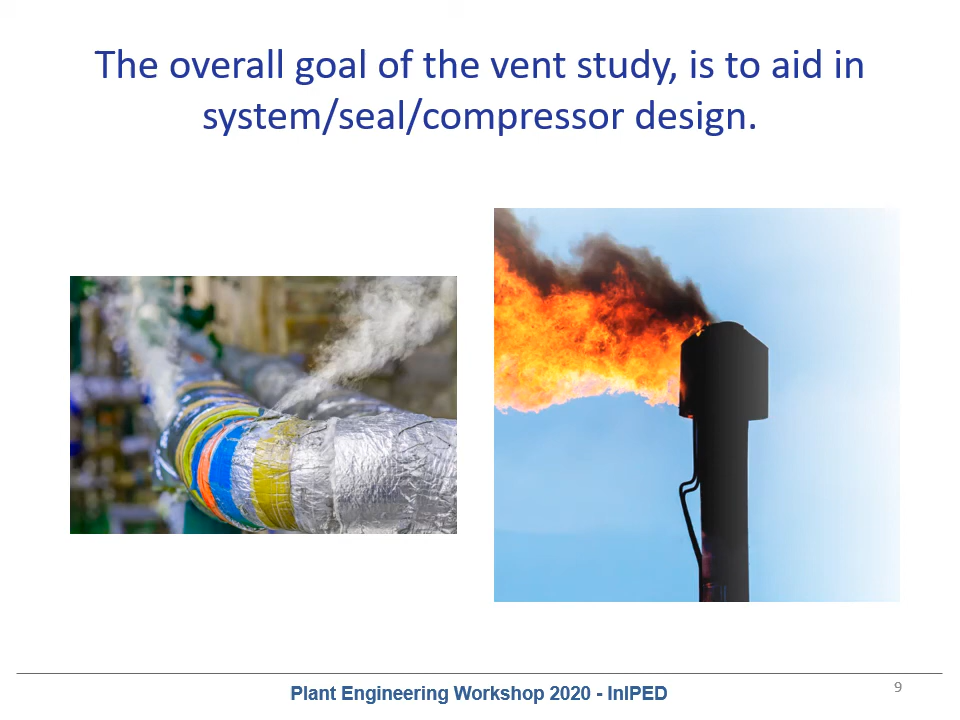 The overall goal of the vent study, is to aid in
system/seal/compressor design.
Plant Engineering Workshop 2020 - InIPED
9